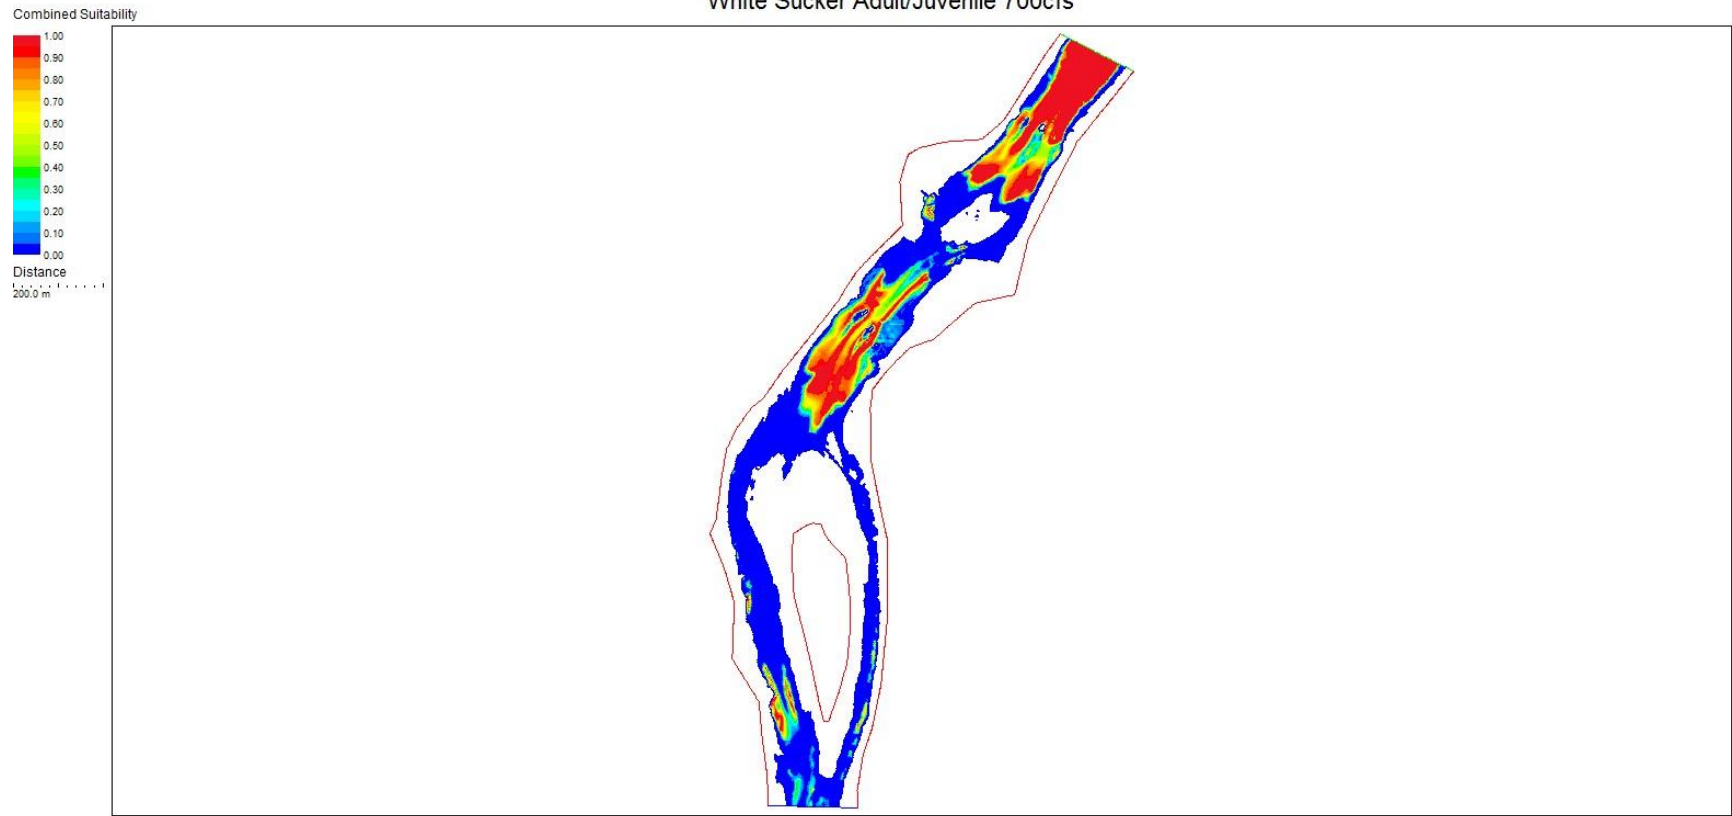 White Sucker Adult/Juvenile 700cfs
Combined Suitability
1.00
0.90
0.80
0.70
0.60
0.50
0.40
0.30
0.20
0.10
0.00
Distance
200.0 m